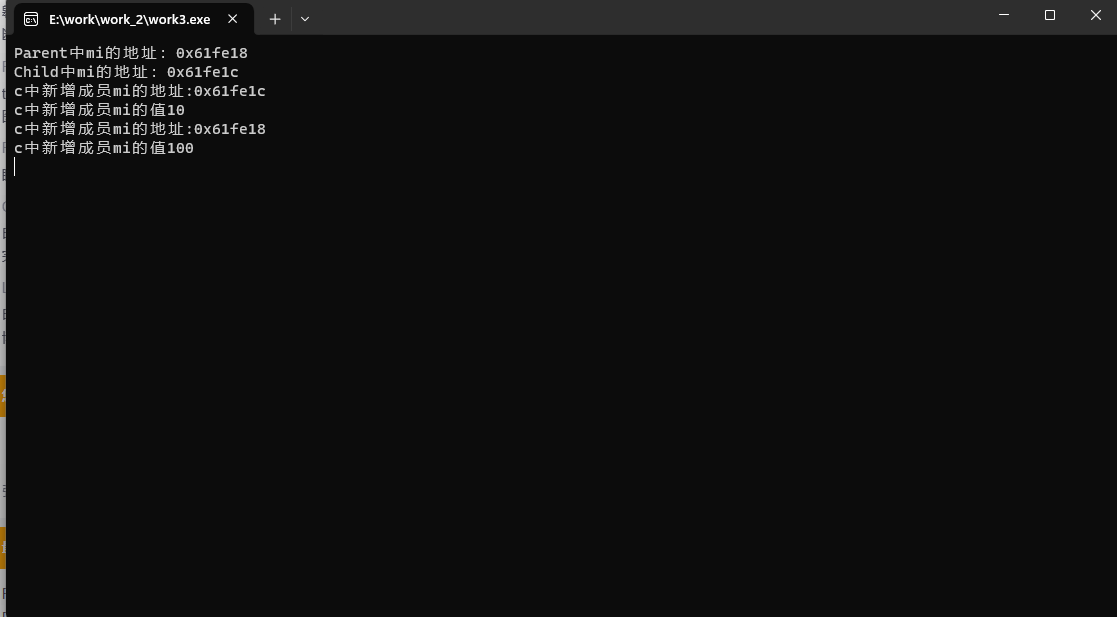 E:\work\work_2\work3.exe
Parent中mi的地址: 0x61fe18
Child中mi的地址: 0x61fe1c
c中新增成员mi的地址:0x61fe1c
c中新增成员mi的值10
c中新增成员mi的地址:0x61fe18
c中新增成员mi的值100